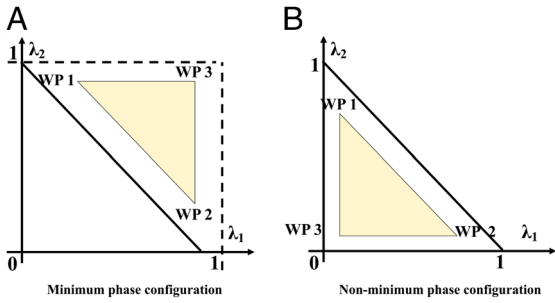 A
B
1 λ2
WP 1
WP 3
WP 2
λ1
0
1
Minimum phase configuration
λ2
1
WP 1
WP 3
WP 2
λ1
0
1
Non-minimum phase configuration